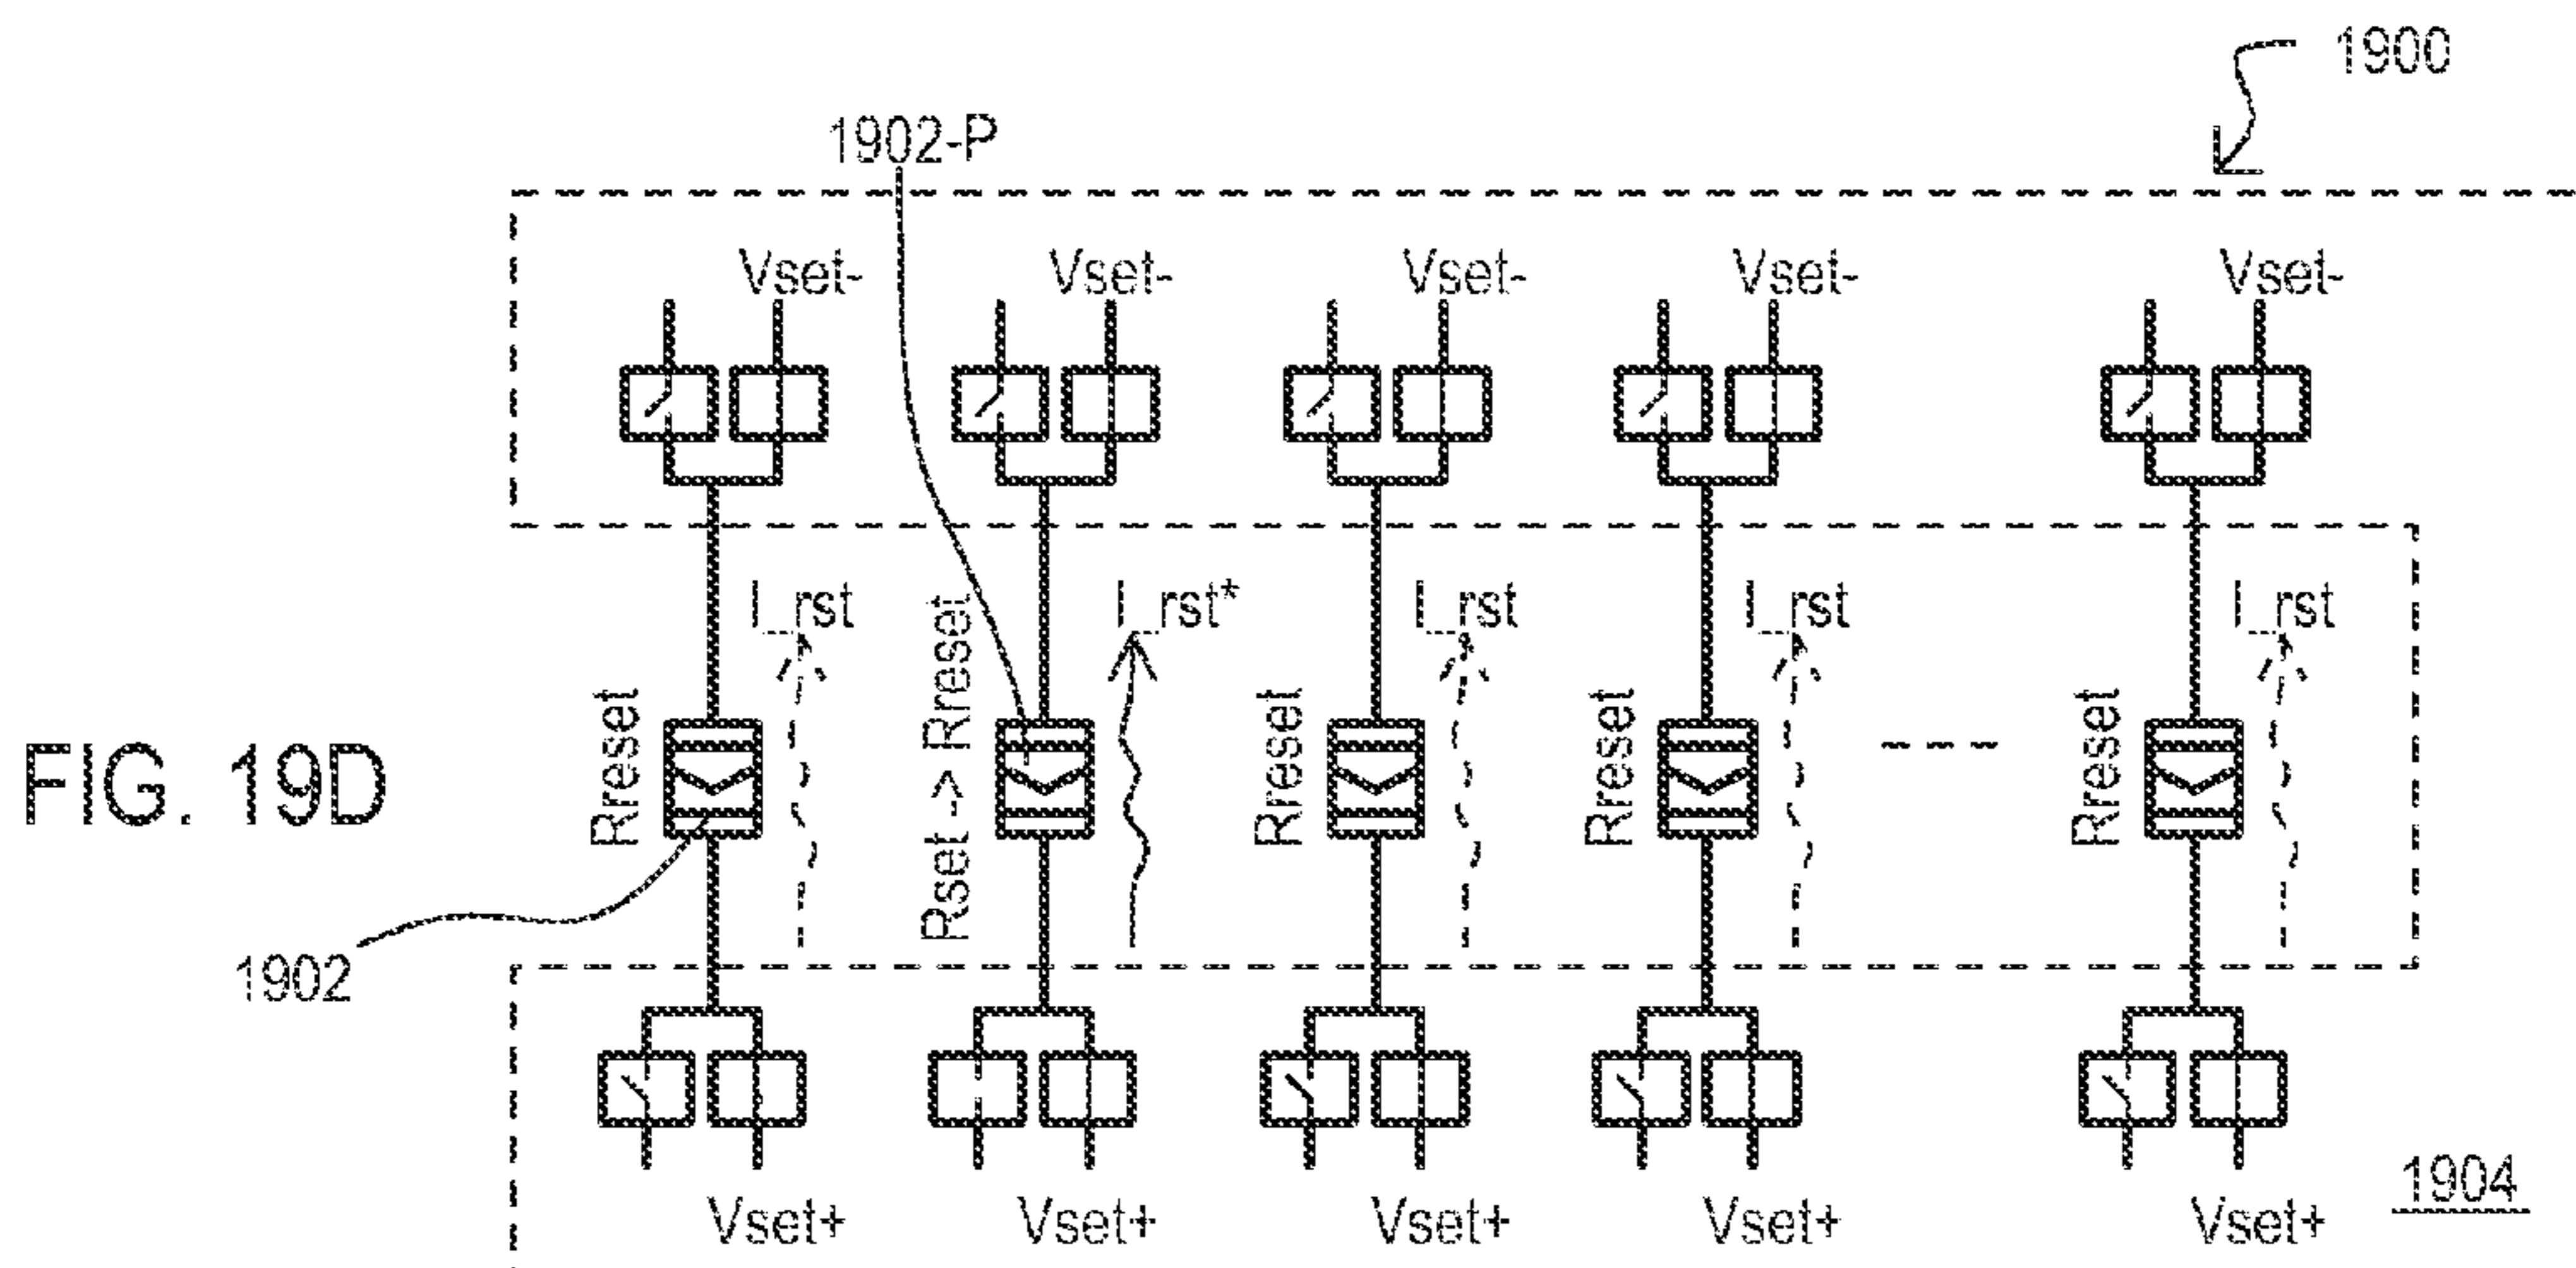 1900
1902-P
Vset- Vset- Vset- Vset- Vset-
I_rst I_rst* I_rst I_rst I_rst
Rreset Rset -> Rreset Rreset Rreset Rreset
FIG. 19D
1902
1904
Vset+ Vset+ Vset+ Vset+ Vset+